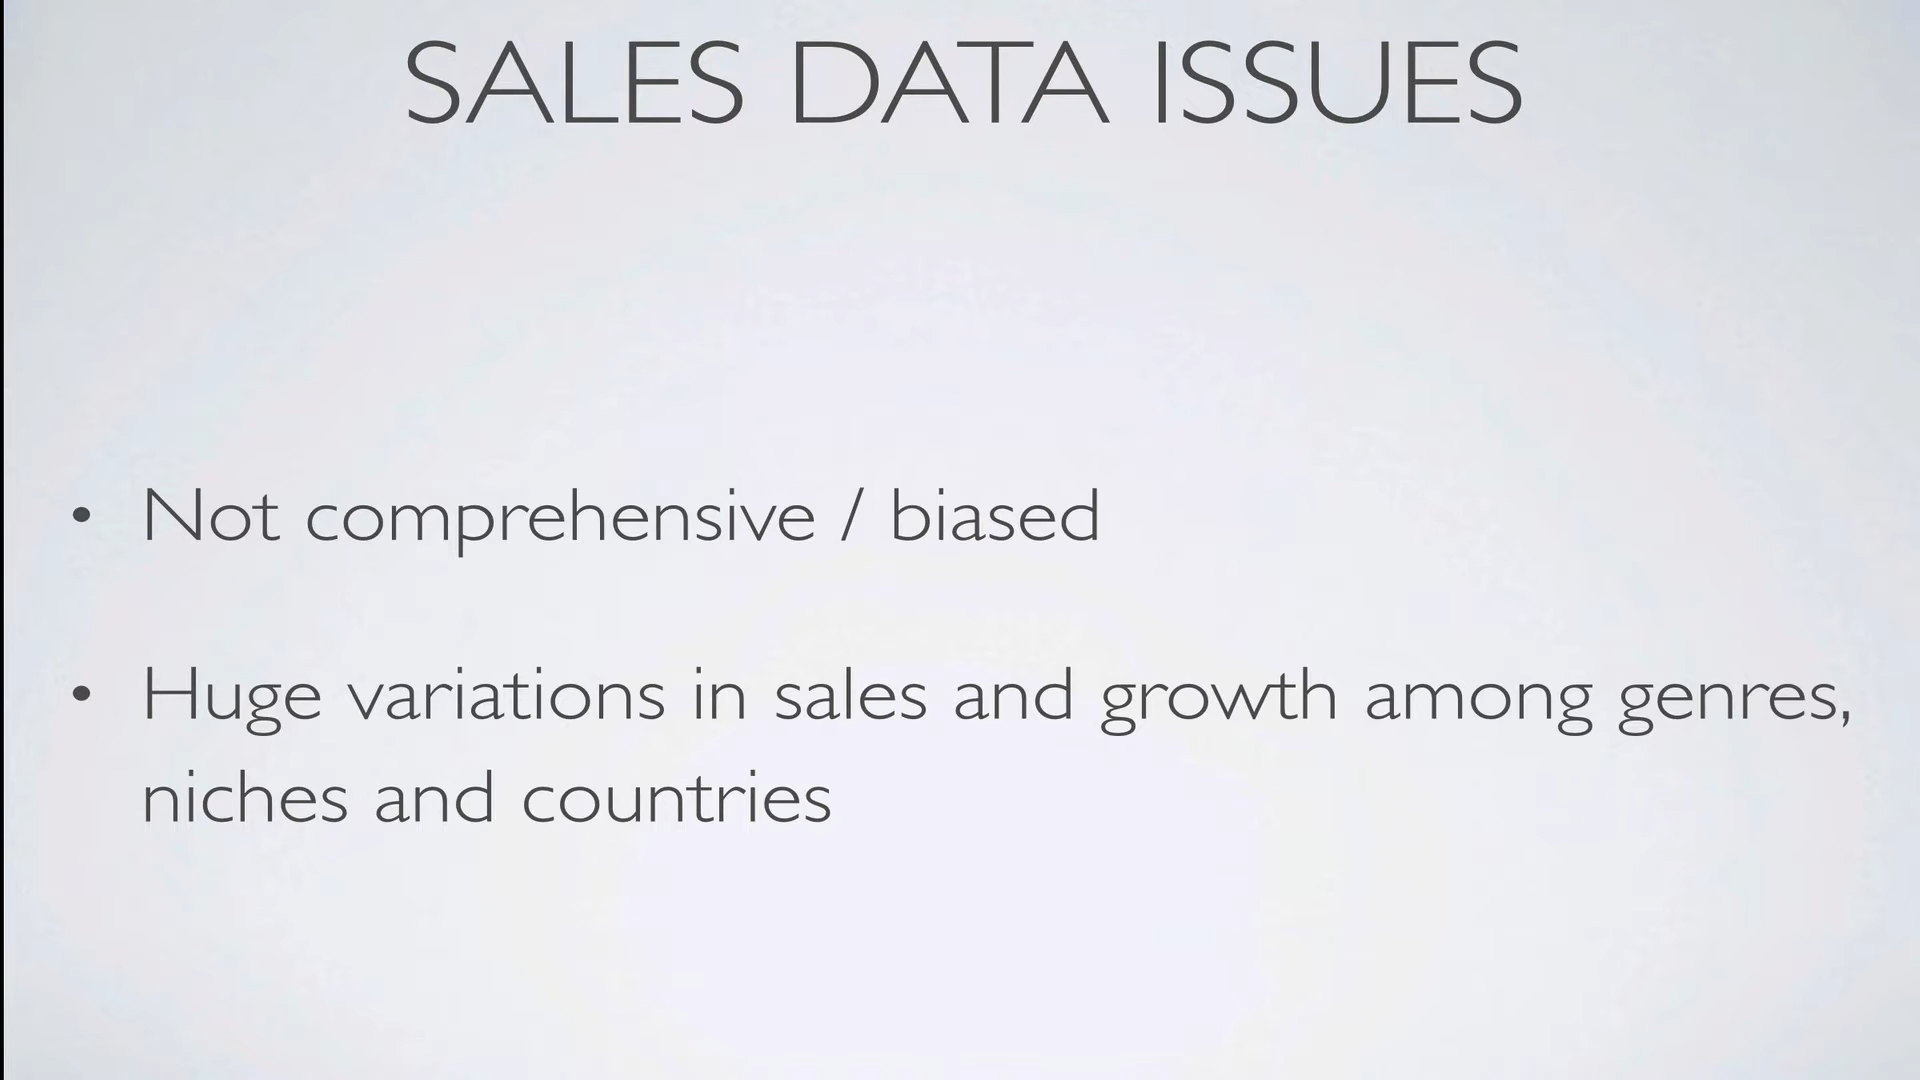 SALES DATA ISSUES
• Not comprehensive / biased
• Huge variations in sales and growth among genres,
niches and countries